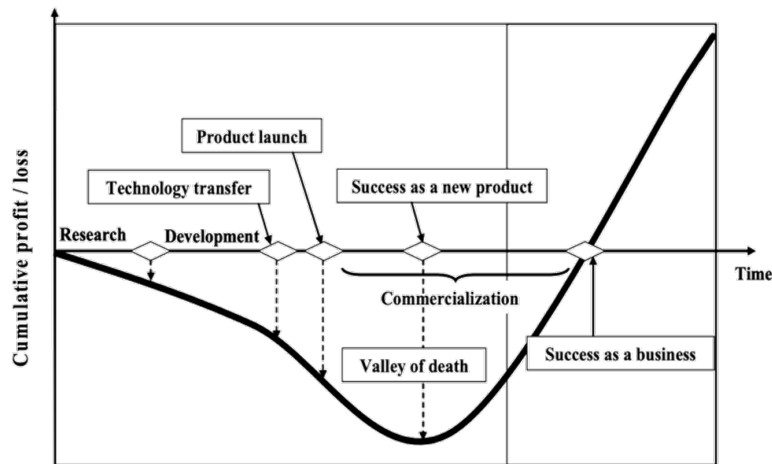 Cumulative profit / loss
Product launch
Technology transfer
Success as a new product
Research
Development
Time
Commercialization
Valley of death
Success as a business